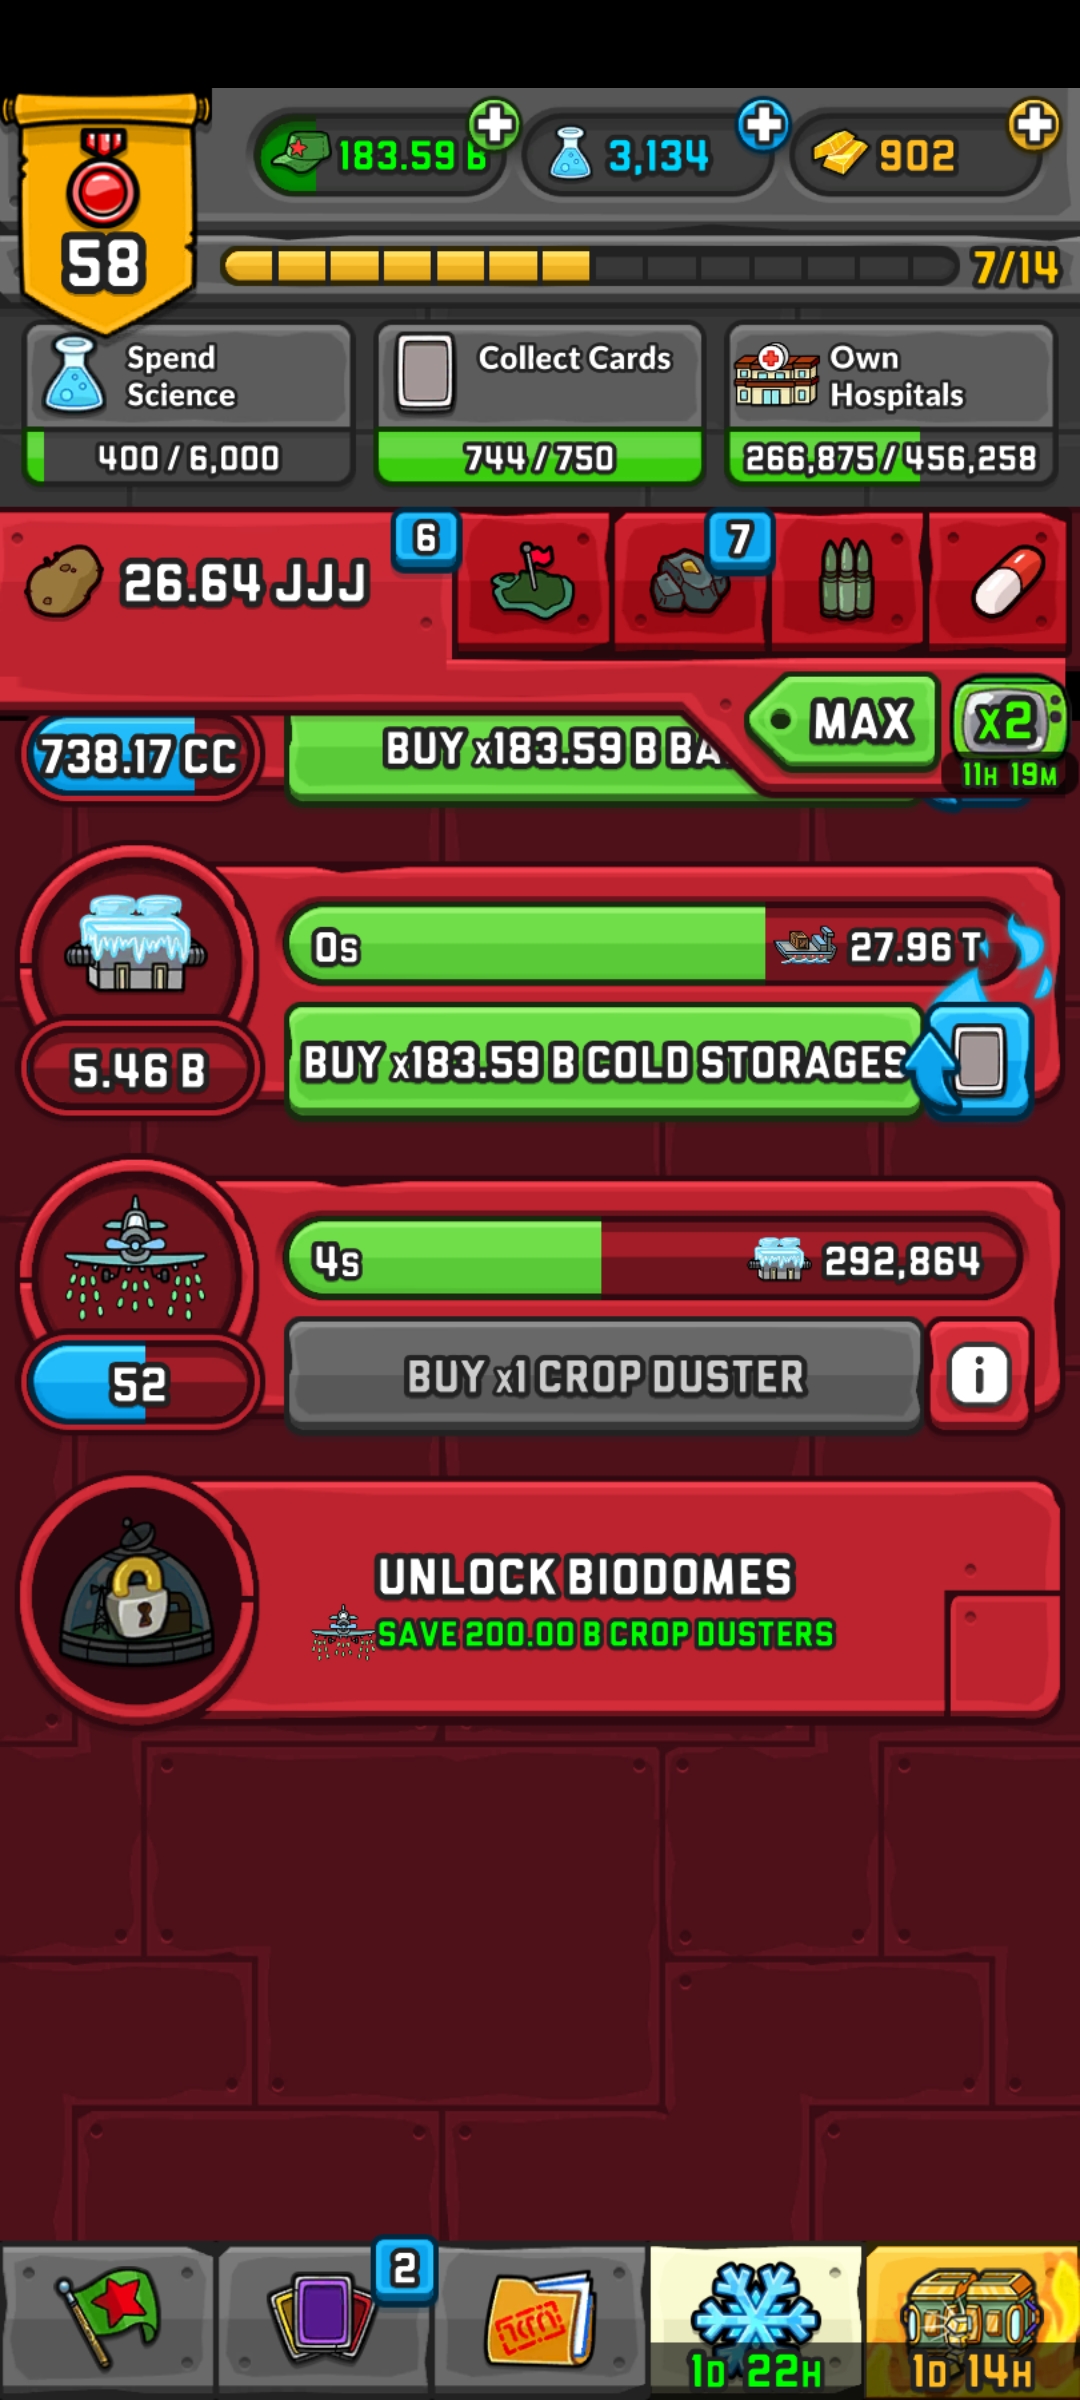 183.59 B
3,134
902
58
7/14
Spend
Science
400 / 6,000
Collect Cards
744 / 750
Own
Hospitals
266,875 / 456,258
26.64 JJJ
6
7
MAX
x2
11H 19M
738.17 CC
BUY x183.59 B BA
0s
27.96 T
5.46 B
BUY x183.59 B COLD STORAGES
4s
292,864
52
BUY x1 CROP DUSTER
i
UNLOCK BIODOMES
SAVE 200.00 B CROP DUSTERS
2
1D 22H
1D 14H